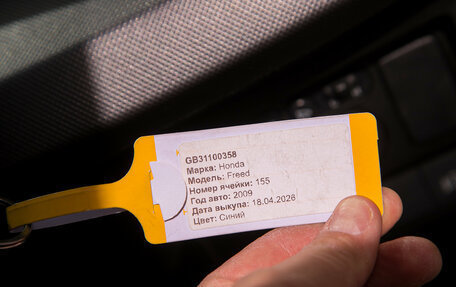 GB31100358
Марка: Honda
Модель: Freed
Номер ячейки: 155
Год авто: 2009
Дата выкупа: 18.04.2026
Цвет: Синий